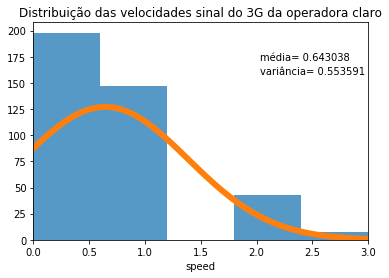 Distribuição das velocidades sinal do 3G da operadora claro
200
175
150
125
100
75
50
25
0
média= 0.643038
variância= 0.553591
0.0 0.5 1.0 1.5 2.0 2.5 3.0
speed